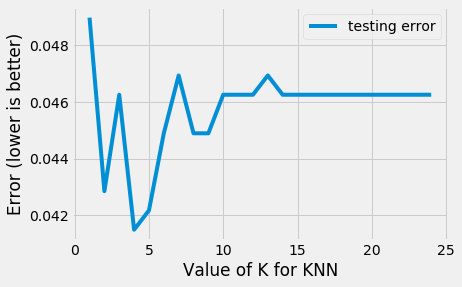 testing error
Error (lower is better)
0.048
0.046
0.044
0.042
0 5 10 15 20 25
Value of K for KNN